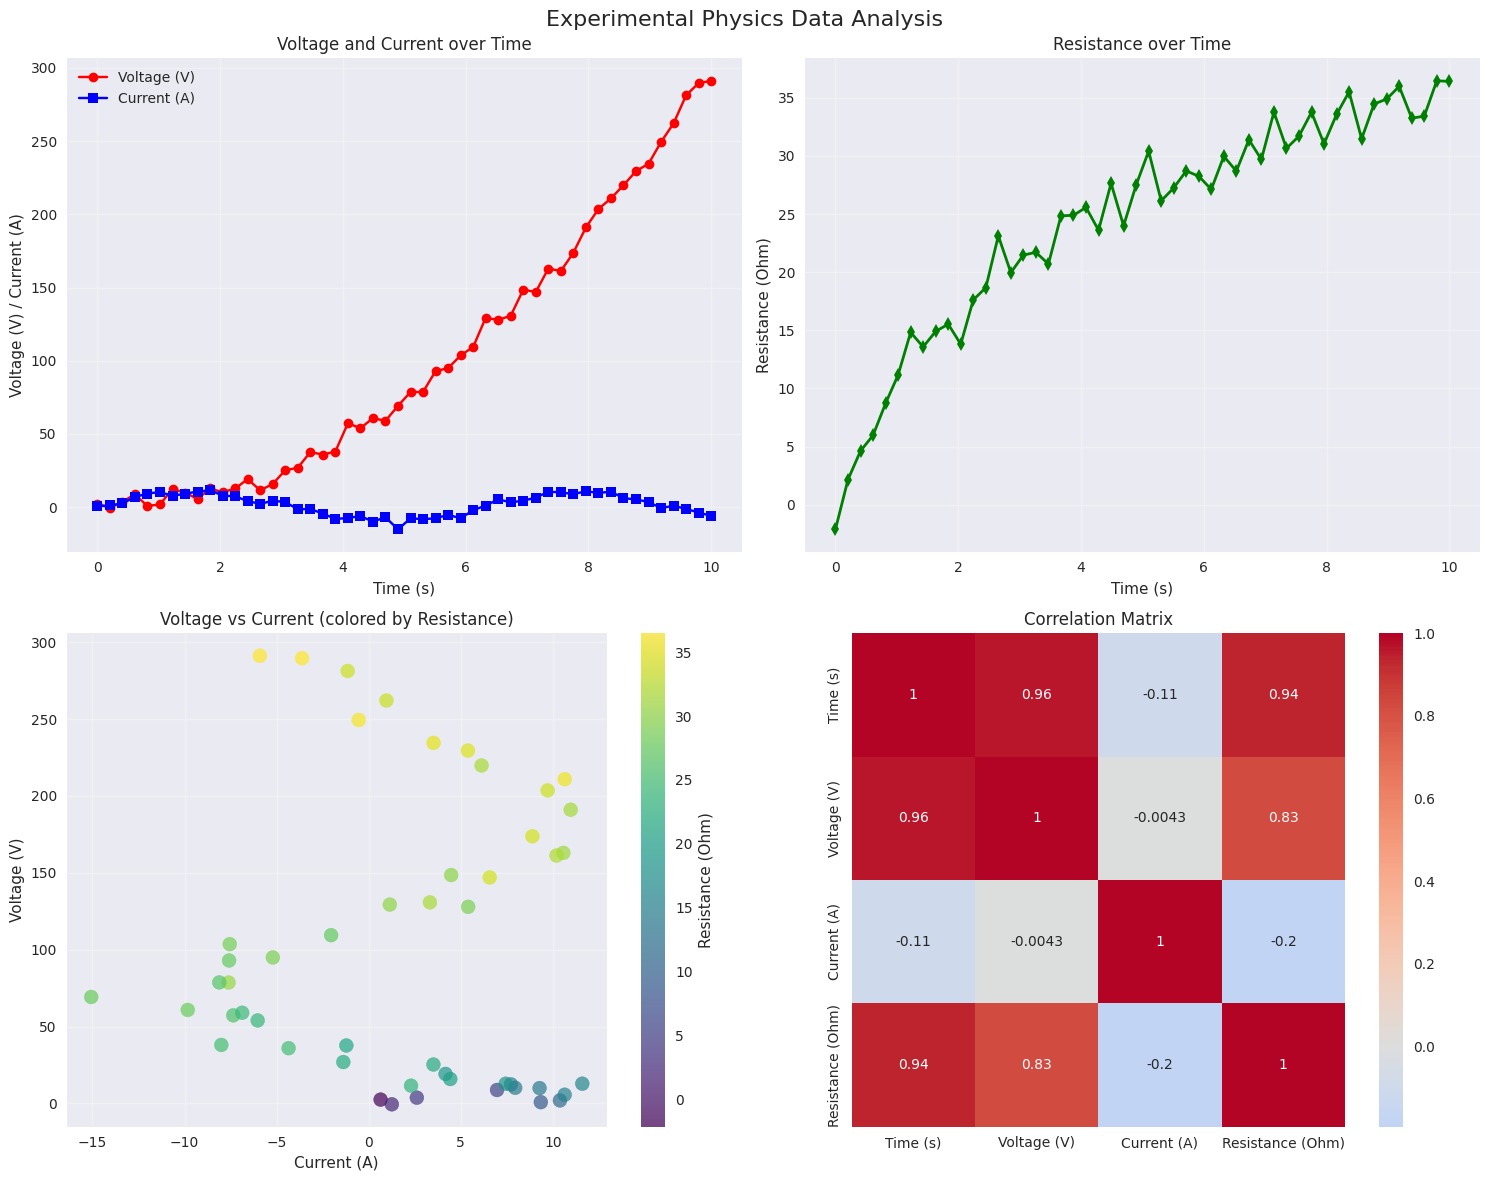 Experimental Physics Data Analysis
Voltage and Current over Time
Voltage (V)
Current (A)
300
250
200
150
100
50
0
Voltage (V) / Current (A)
0 2 4 6 8 10
Time (s)
Resistance over Time
35
30
25
20
15
10
5
0
Resistance (Ohm)
0 2 4 6 8 10
Time (s)
Voltage vs Current (colored by Resistance)
300
250
200
150
100
50
0
Voltage (V)
−15 −10 −5 0 5 10
Current (A)
35
30
25
20
15
10
5
0
Resistance (Ohm)
Correlation Matrix
Time (s)
Voltage (V)
Current (A)
Resistance (Ohm)
1 0.96 -0.11 0.94
0.96 1 -0.0043 0.83
-0.11 -0.0043 1 -0.2
0.94 0.83 -0.2 1
Time (s) Voltage (V) Current (A) Resistance (Ohm)
1.0
0.8
0.6
0.4
0.2
0.0